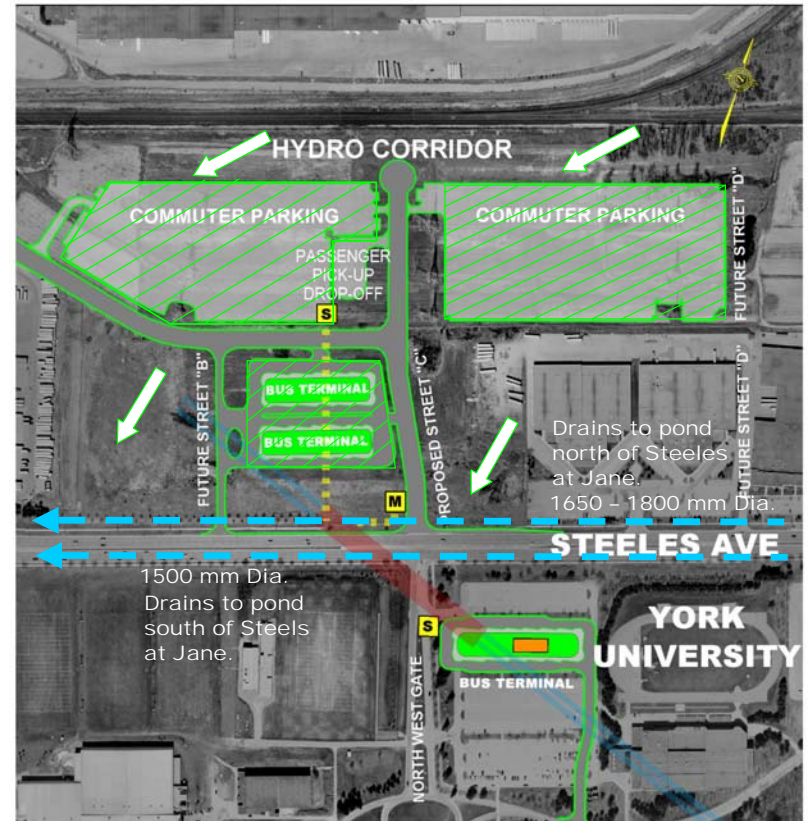 HYDRO CORRIDOR
COMMUTER PARKING
COMMUTER PARKING
FUTURE STREET "D"
PASSENGER
PICK-UP
DROP-OFF
S
BUS TERMINAL
BUS TERMINAL
FUTURE STREET "B"
PROPOSED STREET "C"
FUTURE STREET "D"
Drains to pond
north of Steeles
at Jane.
1650 – 1800 mm Dia.
M
STEELES AVE
1500 mm Dia.
Drains to pond
south of Steels
at Jane.
S
YORK
UNIVERSITY
BUS TERMINAL
NORTH WEST GATE